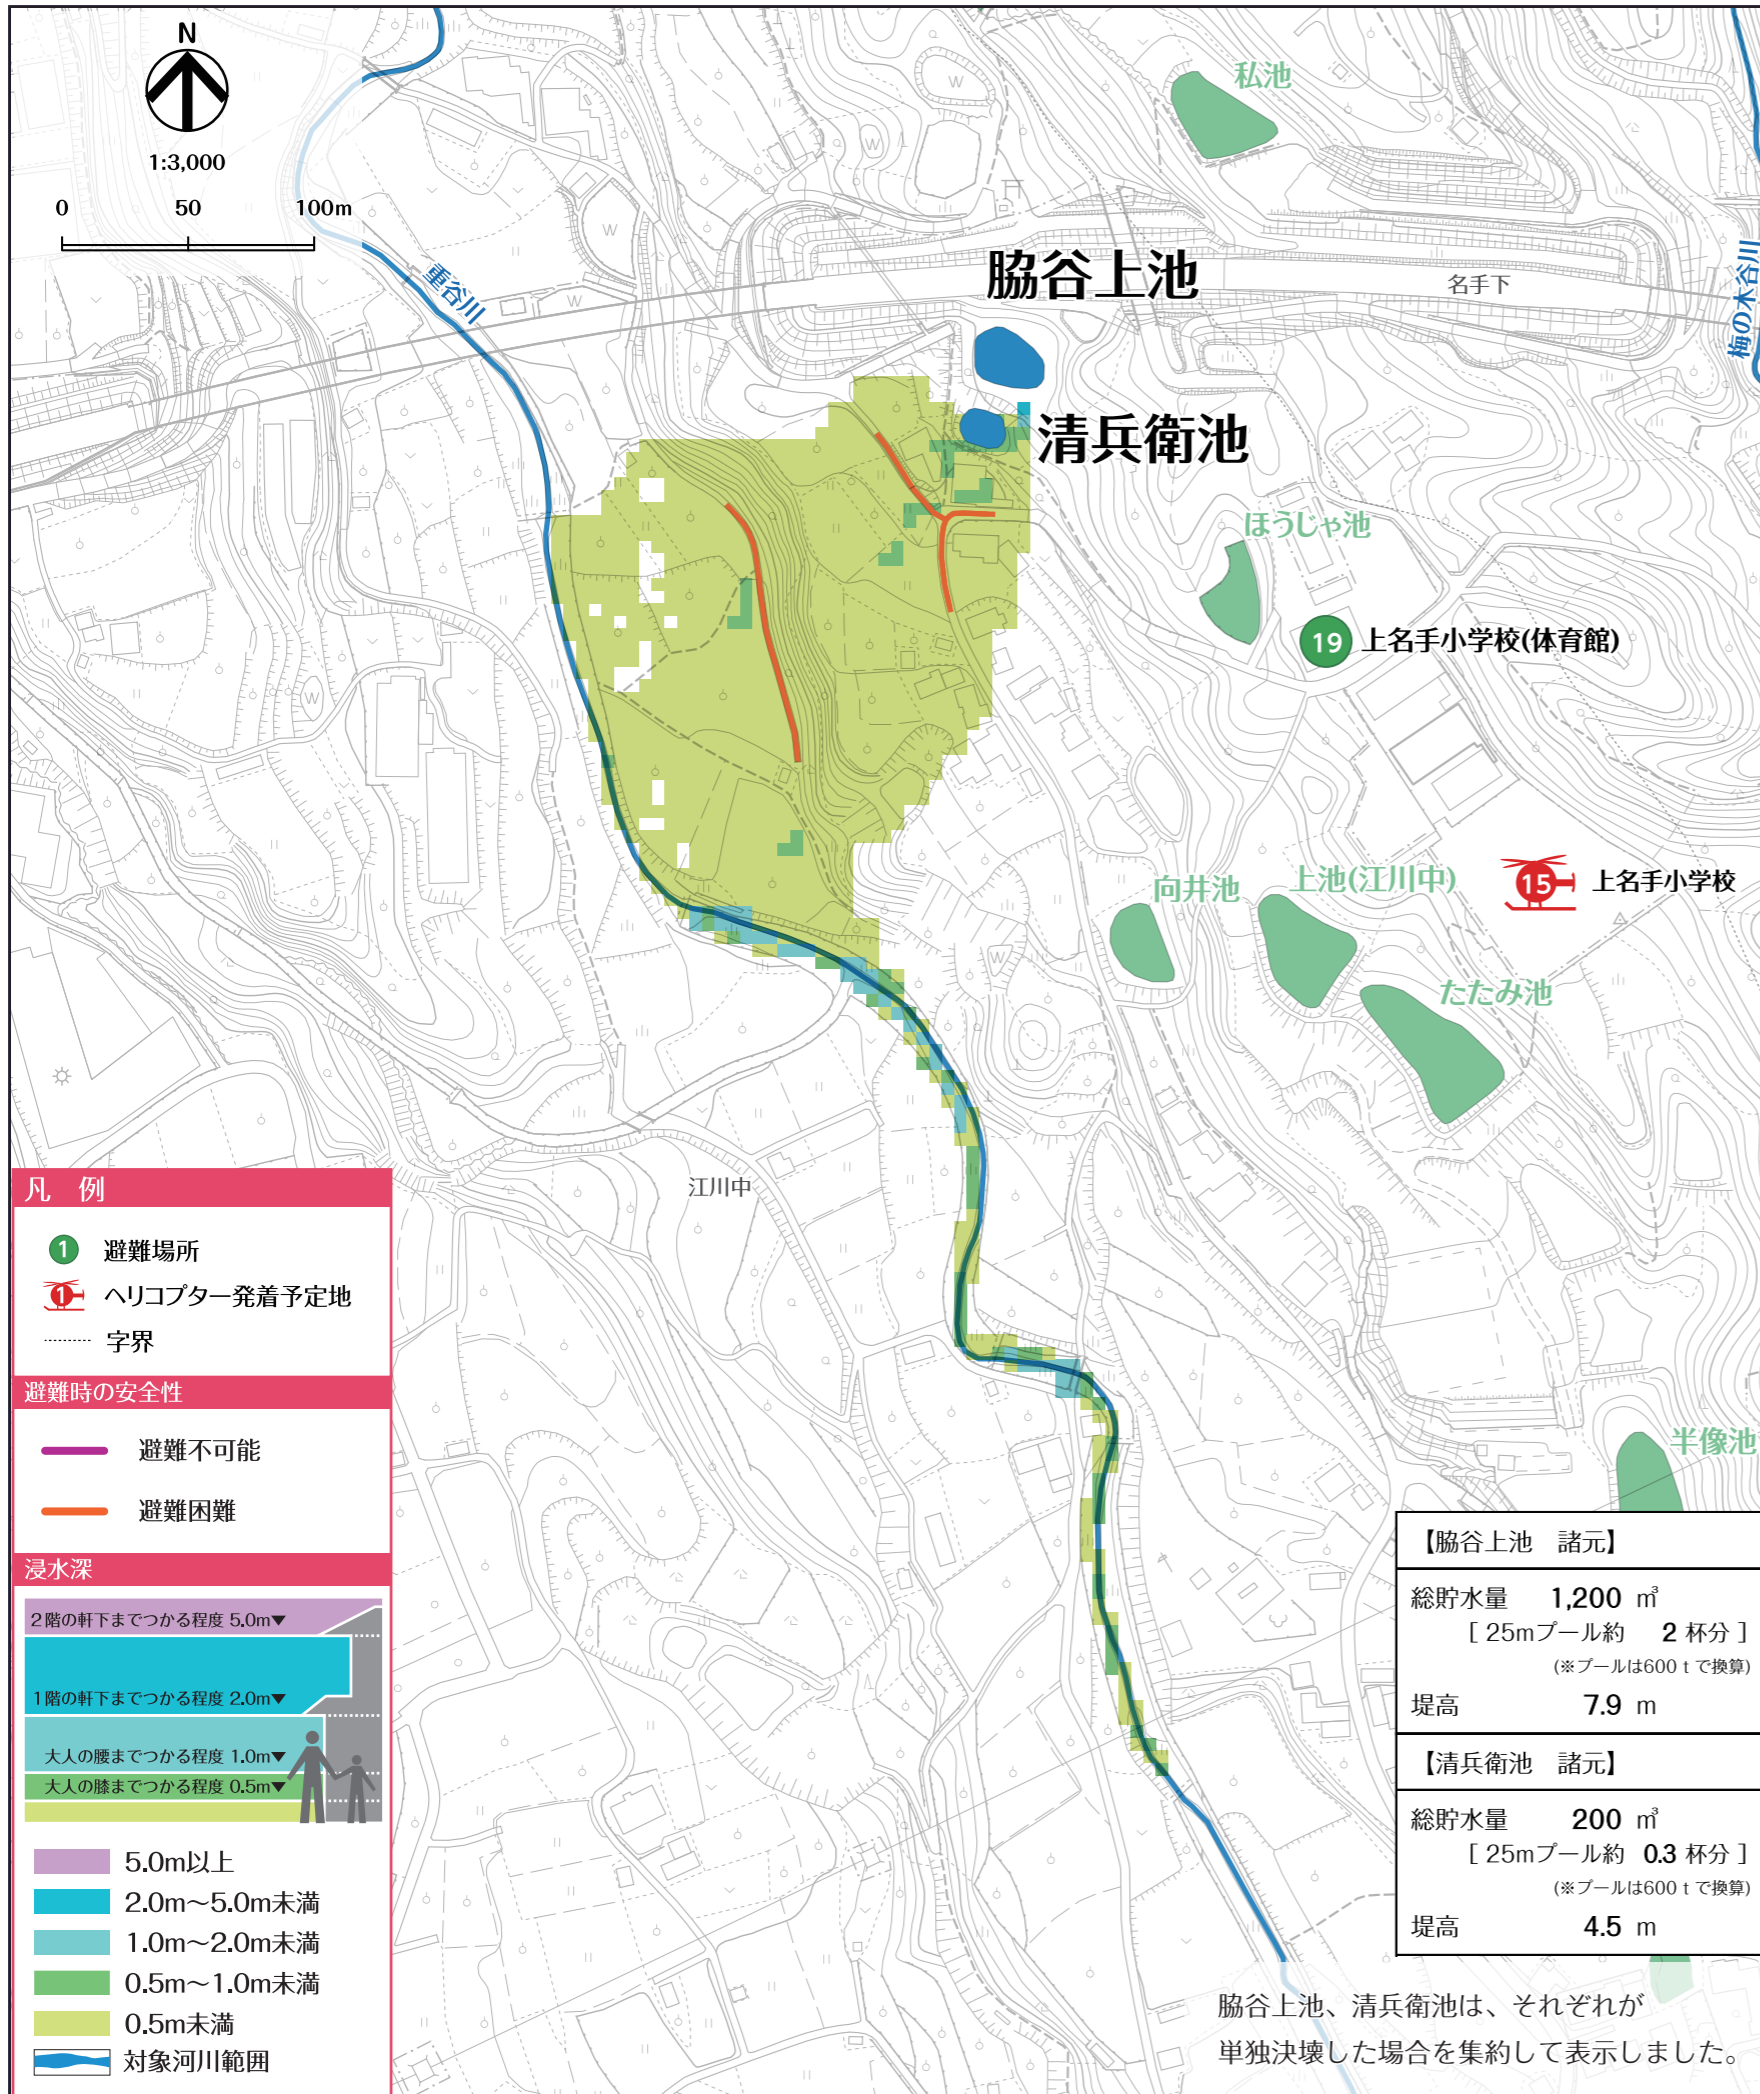 N
1:3,000
0 50 100m
重谷川
私池
脇谷上池
名手下
梅の木谷川
清兵衛池
ほうじゃ池
19 上名手小学校(体育館)
15 上名手小学校
向井池
上池(江川中)
たたみ池
江川中
半像池
凡 例
1 避難場所
1 ヘリコプター発着予定地
字界
避難時の安全性
避難不可能
避難困難
浸水深
2階の軒下までつかる程度 5.0m▼
1階の軒下までつかる程度 2.0m▼
大人の腰までつかる程度 1.0m▼
大人の膝までつかる程度 0.5m▼
5.0m以上
2.0m〜5.0m未満
1.0m〜2.0m未満
0.5m〜1.0m未満
0.5m未満
対象河川範囲
【脇谷上池 諸元】
総貯水量 1,200 ㎥
[ 25mプール約 2 杯分 ]
(※プールは600 t で換算)
堤高 7.9 m
【清兵衛池 諸元】
総貯水量 200 ㎥
[ 25mプール約 0.3 杯分 ]
(※プールは600 t で換算)
堤高 4.5 m
脇谷上池、清兵衛池は、それぞれが
単独決壊した場合を集約して表示しました。